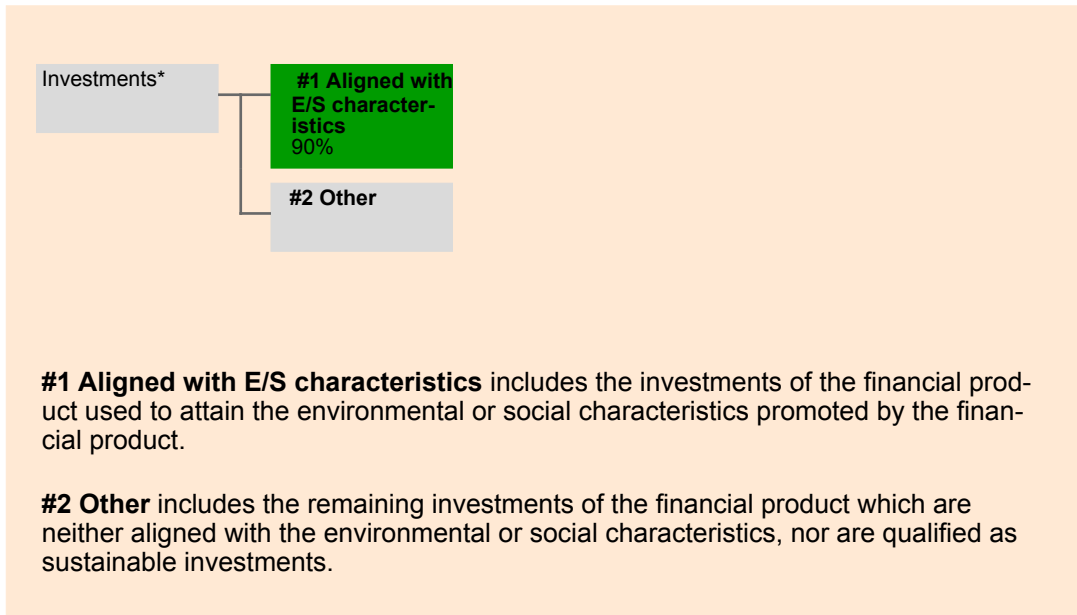 Investments*
#1 Aligned with
E/S character-
istics
90%
#2 Other
#1 Aligned with E/S characteristics includes the investments of the financial prod-
uct used to attain the environmental or social characteristics promoted by the finan-
cial product.
#2 Other includes the remaining investments of the financial product which are
neither aligned with the environmental or social characteristics, nor are qualified as
sustainable investments.